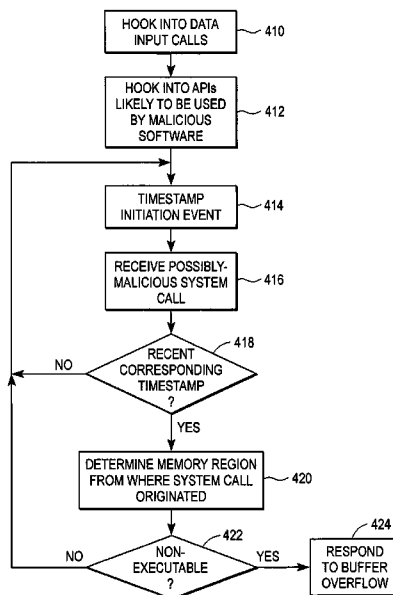 HOOK INTO DATA
INPUT CALLS
410
HOOK INTO APIs
LIKELY TO BE USED
BY MALICIOUS
SOFTWARE
412
TIMESTAMP
INITIATION EVENT
414
RECEIVE POSSIBLY-
MALICIOUS SYSTEM
CALL
416
RECENT
CORRESPONDING
TIMESTAMP
?
418
NO
YES
DETERMINE MEMORY REGION
FROM WHERE SYSTEM CALL
ORIGINATED
420
NON-
EXECUTABLE
?
422
NO
YES
424
RESPOND
TO BUFFER
OVERFLOW